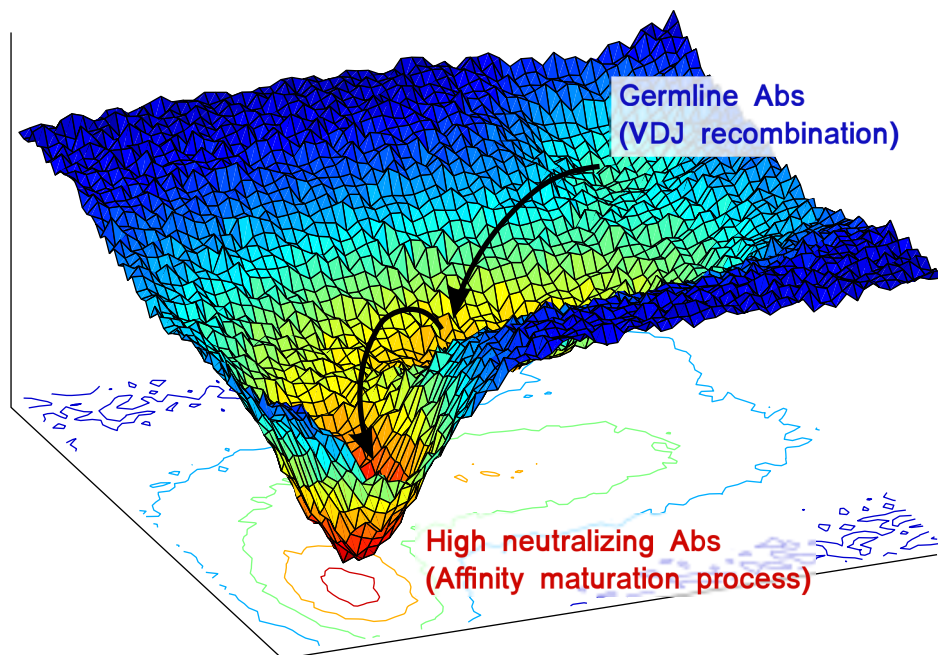 Germline Abs
(VDJ recombination)
High neutralizing Abs
(Affinity maturation process)